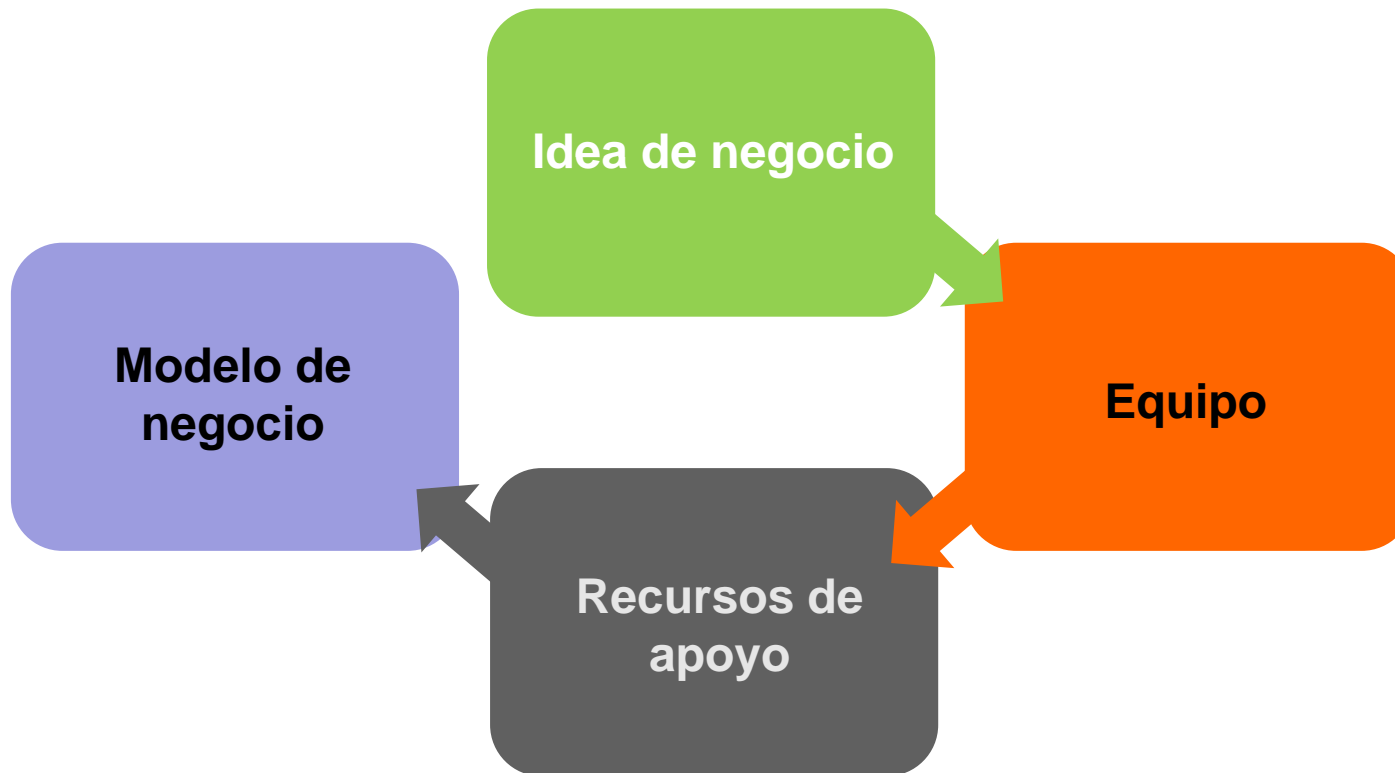 Idea de negocio
Equipo
Recursos de
apoyo
Modelo de
negocio